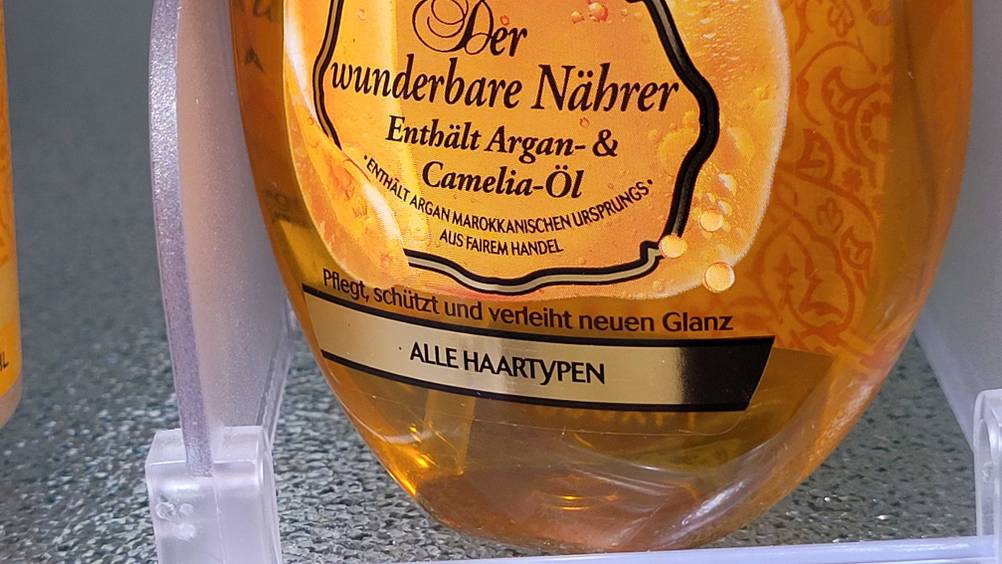 Der
wunderbare Nährer
Enthält Argan- &
Camelia-Öl
·ENTHÄLT ARGAN MAROKKANISCHEN URSPRUNGS·
AUS FAIREM HANDEL
Pflegt, schützt und verleiht neuen Glanz
ALLE HAARTYPEN